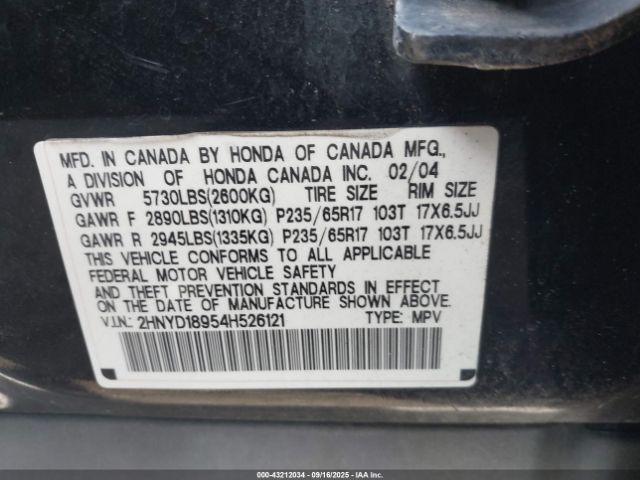 MFD. IN CANADA BY HONDA OF CANADA MFG.,
A DIVISION OF HONDA CANADA INC. 02/04
GVWR 5730LBS(2600KG) TIRE SIZE RIM SIZE
GAWR F 2890LBS(1310KG) P235/65R17 103T 17X6.5JJ
GAWR R 2945LBS(1335KG) P235/65R17 103T 17X6.5JJ
THIS VEHICLE CONFORMS TO ALL APPLICABLE
FEDERAL MOTOR VEHICLE SAFETY
AND THEFT PREVENTION STANDARDS IN EFFECT
ON THE DATE OF MANUFACTURE SHOWN ABOVE.
V.I.N.: 2HNYD18954H526121 TYPE: MPV
000-43212034 - 09/16/2025 - IAA Inc.